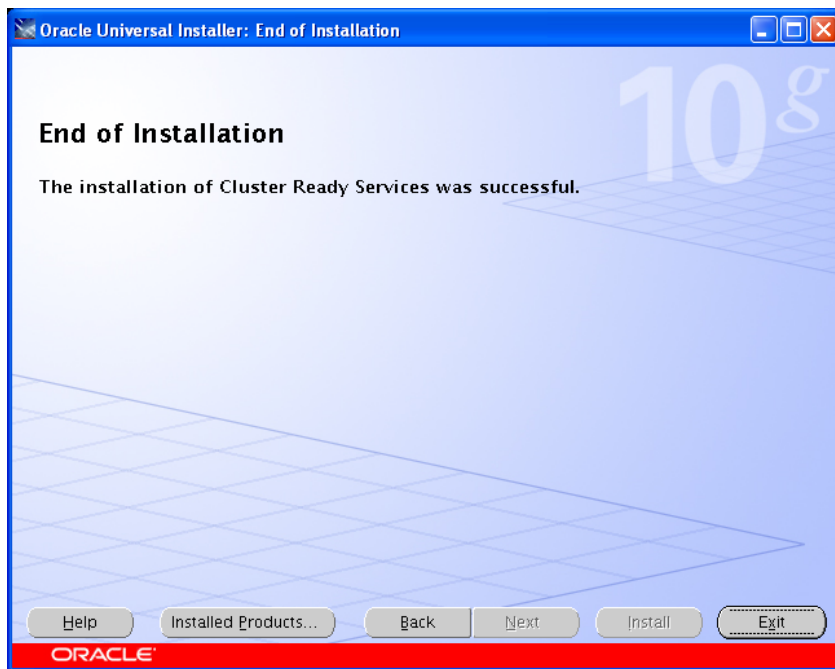 Oracle Universal Installer: End of Installation
10g
End of Installation
The installation of Cluster Ready Services was successful.
Help
Installed Products...
Back
Next
Install
Exit
ORACLE